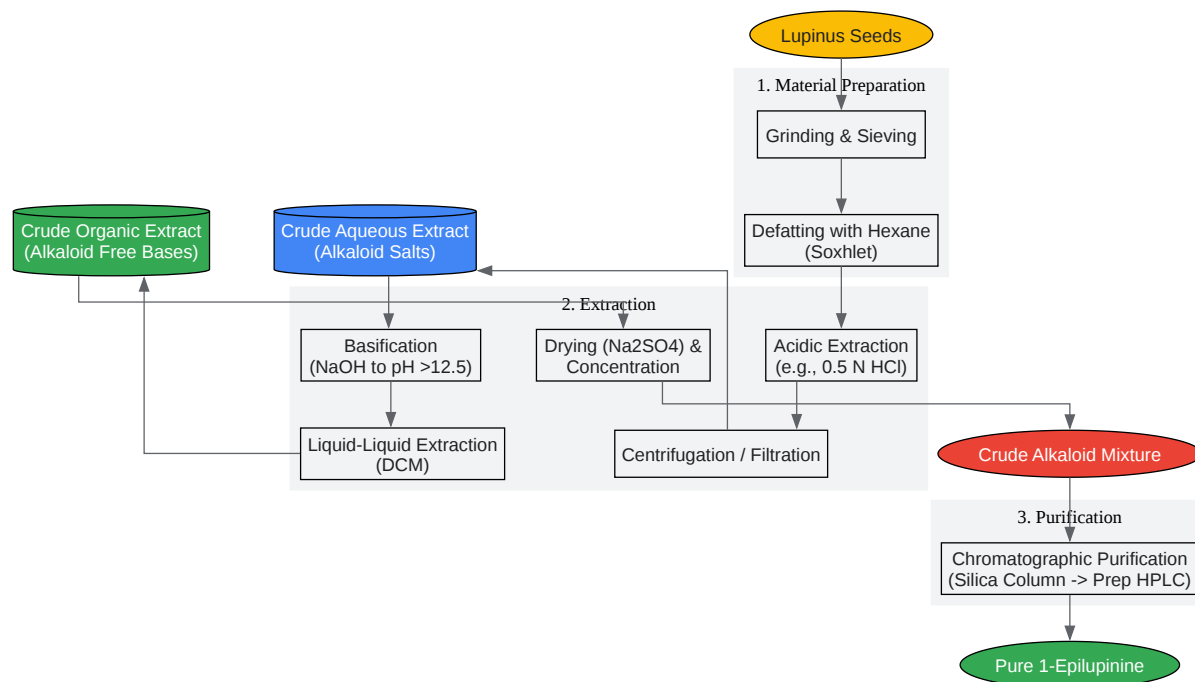 Lupinus Seeds
1. Material Preparation
Grinding & Sieving
Defatting with Hexane
(Soxhlet)
Crude Organic Extract
(Alkaloid Free Bases)
Crude Aqueous Extract
(Alkaloid Salts)
2. Extraction
Basification
(NaOH to pH >12.5)
Drying (Na2SO4) &
Concentration
Acidic Extraction
(e.g., 0.5 N HCl)
Liquid-Liquid Extraction
(DCM)
Centrifugation / Filtration
Crude Alkaloid Mixture
3. Purification
Chromatographic Purification
(Silica Column -> Prep HPLC)
Pure 1-Epilupinine